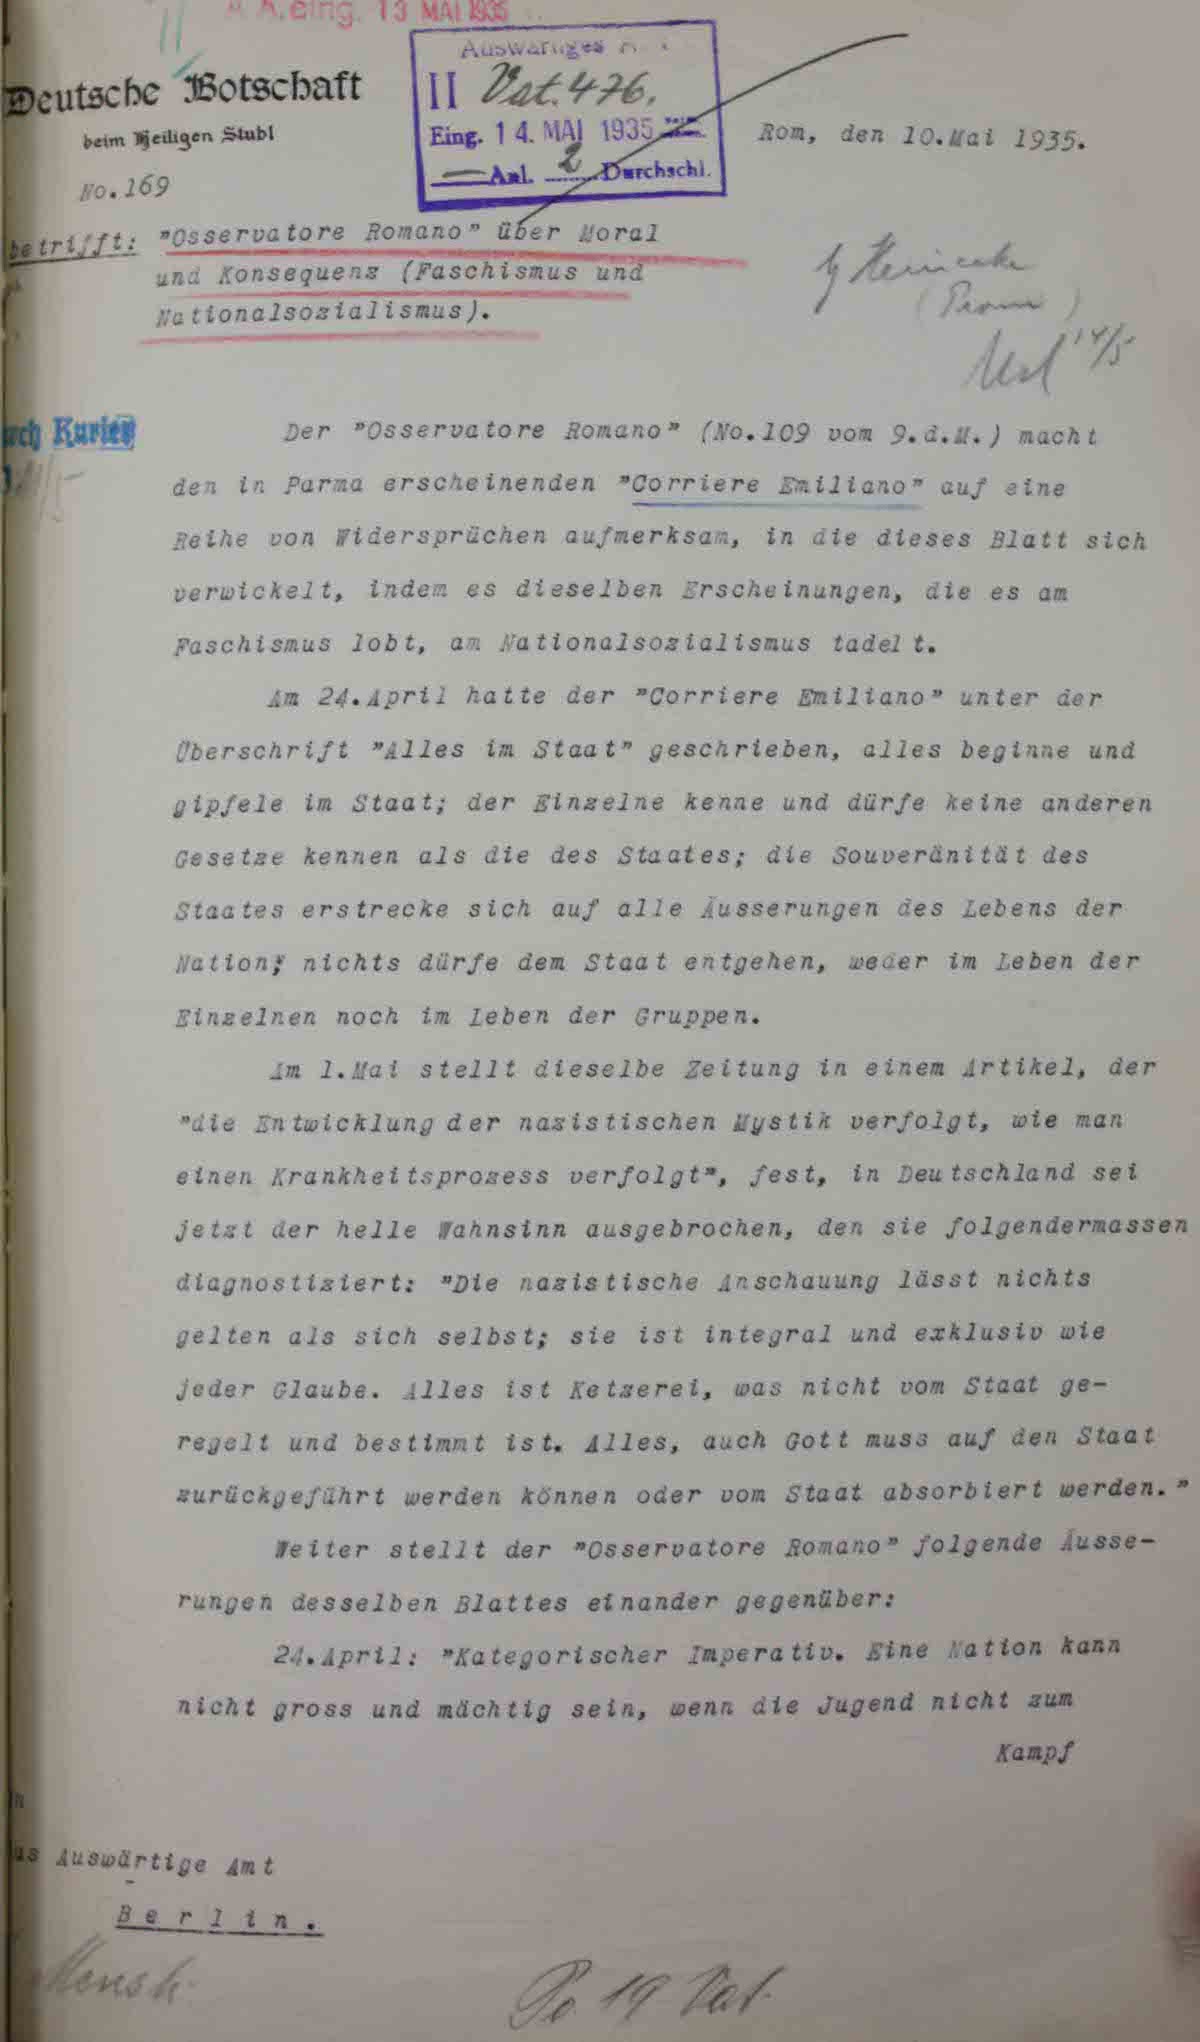 A.A.eing. 13 MAI 1935
Deutsche Botschaft
beim Heiligen Stuhl
No.169
Auswärtiges A
II Vat. 476.
Eing. 14. MAI 1935
Anl. 2 Durchschl.
Rom, den 10.Mai 1935.
betrifft: "Osservatore Romano" über Moral
und Konsequenz (Faschismus und
Nationalsozialismus).
14/5
rch Kurier
Der "Osservatore Romano" (No.109 vom 9.d.M.) macht
den in Parma erscheinenden "Corriere Emiliano" auf eine
Reihe von Widersprüchen aufmerksam, in die dieses Blatt sich
verwickelt, indem es dieselben Erscheinungen, die es am
Faschismus lobt, am Nationalsozialismus tadelt.
Am 24.April hatte der "Corriere Emiliano" unter der
Überschrift "Alles im Staat" geschrieben, alles beginne und
gipfele im Staat; der Einzelne kenne und dürfe keine anderen
Gesetze kennen als die des Staates; die Souveränität des
Staates erstrecke sich auf alle Äusserungen des Lebens der
Nation; nichts dürfe dem Staat entgehen, weder im Leben der
Einzelnen noch im Leben der Gruppen.
Am 1.Mai stellt dieselbe Zeitung in einem Artikel, der
"die Entwicklung der nazistischen Mystik verfolgt, wie man
einen Krankheitsprozess verfolgt", fest, in Deutschland sei
jetzt der helle Wahnsinn ausgebrochen, den sie folgendermassen
diagnostiziert: "Die nazistische Anschauung lässt nichts
gelten als sich selbst; sie ist integral und exklusiv wie
jeder Glaube. Alles ist Ketzerei, was nicht vom Staat ge-
regelt und bestimmt ist. Alles, auch Gott muss auf den Staat
zurückgeführt werden können oder vom Staat absorbiert werden."
Weiter stellt der "Osservatore Romano" folgende Äusse-
rungen desselben Blattes einander gegenüber:
24.April: "Kategorischer Imperativ. Eine Nation kann
nicht gross und mächtig sein, wenn die Jugend nicht zum
Kampf
n
as Auswärtige Amt
Berlin.
Po 19 Vat.